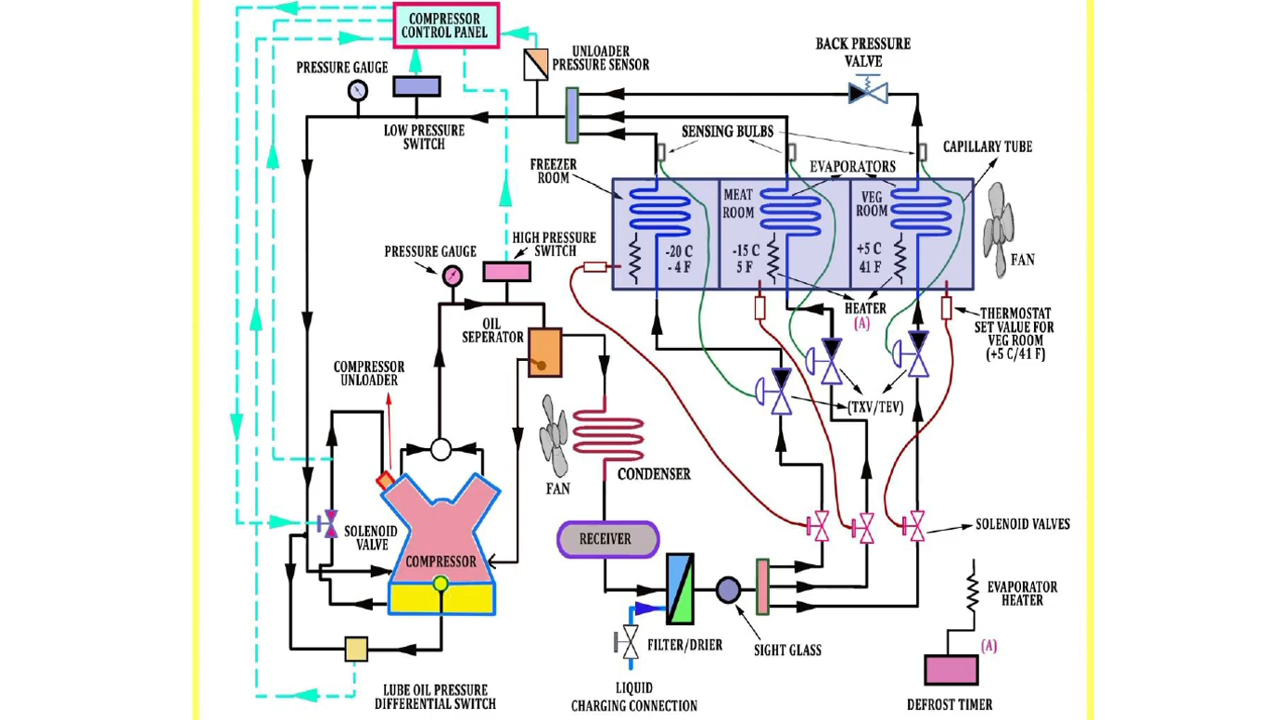 COMPRESSOR
CONTROL PANEL
PRESSURE GAUGE
UNLOADER
PRESSURE SENSOR
BACK PRESSURE
VALVE
LOW PRESSURE
SWITCH
SENSING BULBS
CAPILLARY TUBE
FREEZER
ROOM
EVAPORATORS
MEAT
ROOM
VEG
ROOM
-20 C
- 4 F
-15 C
5 F
+5 C
41 F
FAN
HIGH PRESSURE
SWITCH
PRESSURE GAUGE
HEATER
(A)
THERMOSTAT
SET VALUE FOR
VEG ROOM
(+5 C/41 F)
OIL
SEPERATOR
COMPRESSOR
UNLOADER
(TXV/TEV)
FAN
CONDENSER
SOLENOID
VALVE
RECEIVER
SOLENOID VALVES
COMPRESSOR
EVAPORATOR
HEATER
FILTER/DRIER
SIGHT GLASS
(A)
LUBE OIL PRESSURE
DIFFERENTIAL SWITCH
LIQUID
CHARGING CONNECTION
DEFROST TIMER